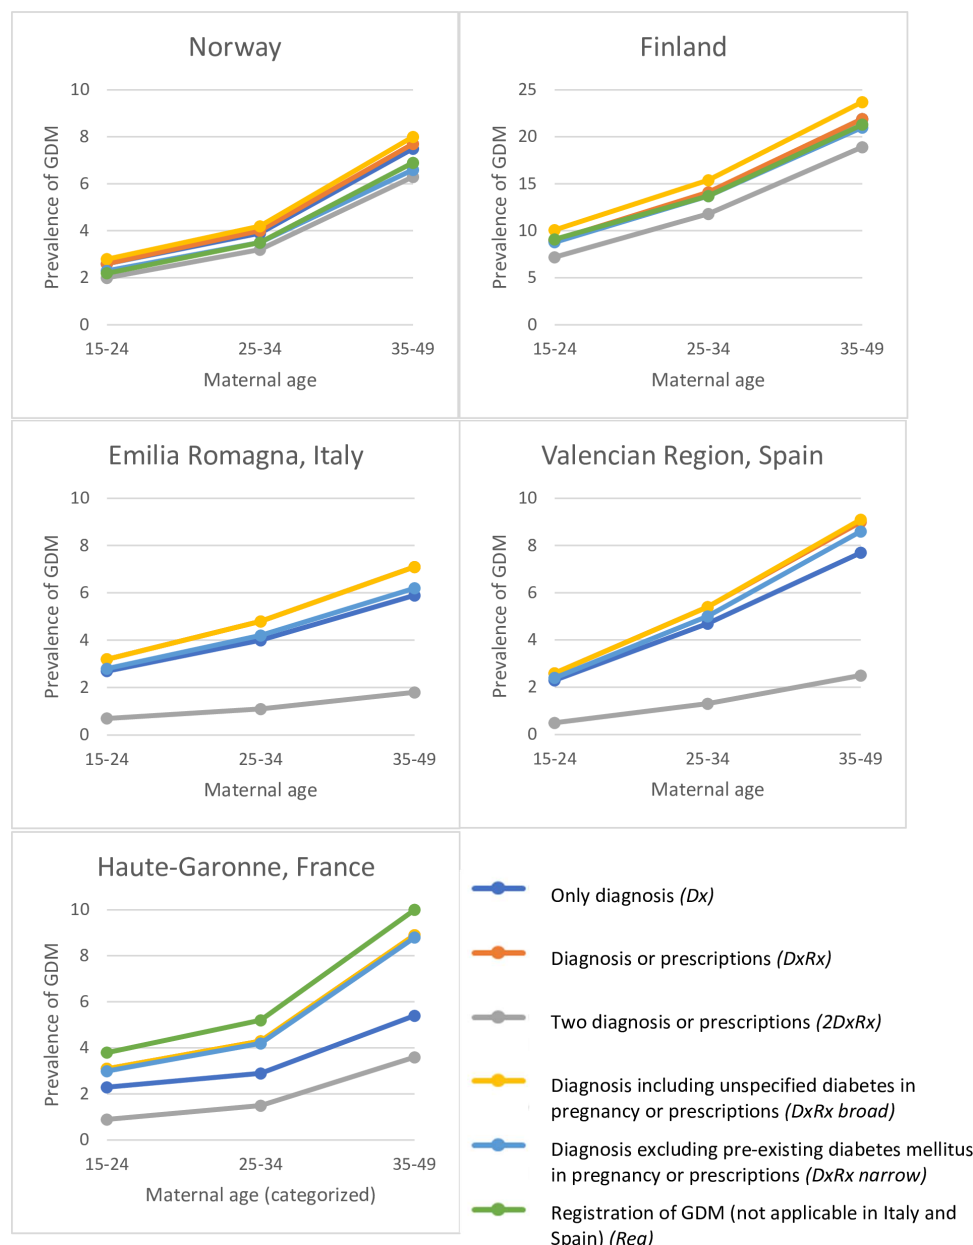 Norway
Prevalence of GDM
10
8
6
4
2
0
15-24 25-34 35-49
Maternal age
Finland
Prevalence of GDM
25
20
15
10
5
0
15-24 25-34 35-49
Maternal age
Emilia Romagna, Italy
Prevalence of GDM
10
8
6
4
2
0
15-24 25-34 35-49
Maternal age
Valencian Region, Spain
Prevalence of GDM
10
8
6
4
2
0
15-24 25-34 35-49
Maternal age
Haute-Garonne, France
Prevalence of GDM
10
8
6
4
2
0
15-24 25-34 35-49
Maternal age (categorized)
Only diagnosis (Dx)
Diagnosis or prescriptions (DxRx)
Two diagnosis or prescriptions (2DxRx)
Diagnosis including unspecified diabetes in
pregnancy or prescriptions (DxRx broad)
Diagnosis excluding pre-existing diabetes mellitus
in pregnancy or prescriptions (DxRx narrow)
Registration of GDM (not applicable in Italy and
Spain) (Reg)